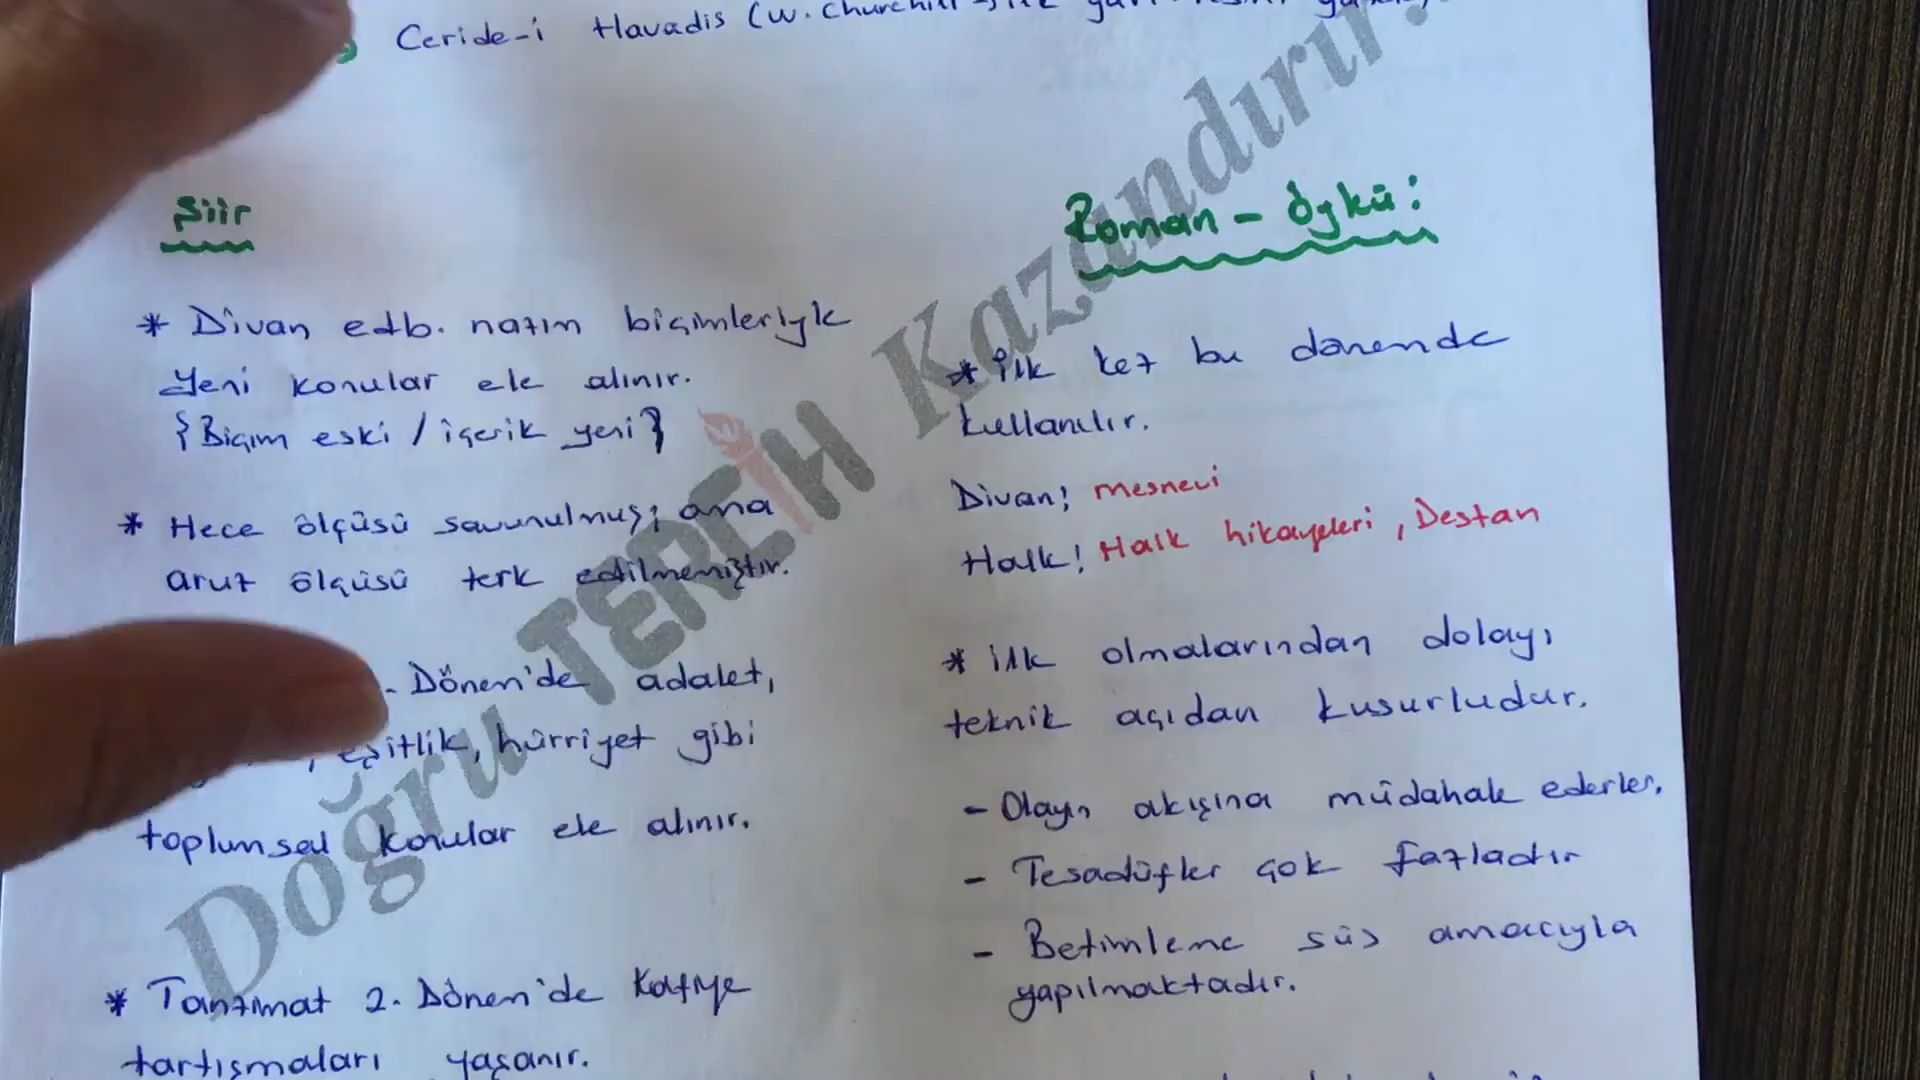 Ceride-i Havadis (W. Churchill
Şiir
* Divan edb. nazım biçimleriyle
Yeni konular ele alınır.
{Biçim eski / içerik yeni}
* Hece ölçüsü savunulmuş; ama
aruz ölçüsü terk edilmemiştir.
. Dönem'de adalet,
, eşitlik, hürriyet gibi
toplumsal konular ele alınır.
* Tanzimat 2. Dönem'de Kafiye
tartışmaları yaşanır.
Roman - Öykü:
* İlk kez bu dönemde
kullanılır.
Divan; mesnevi
Halk; Halk hikayeleri, Destan
* İlk olmalarından dolayı
teknik açıdan kusurludur.
- Olayın akışına müdahale ederler.
- Tesadüfler çok fazladır
- Betimleme süs amacıyla
yapılmaktadır.
Doğru TERCİH Kazandırır.